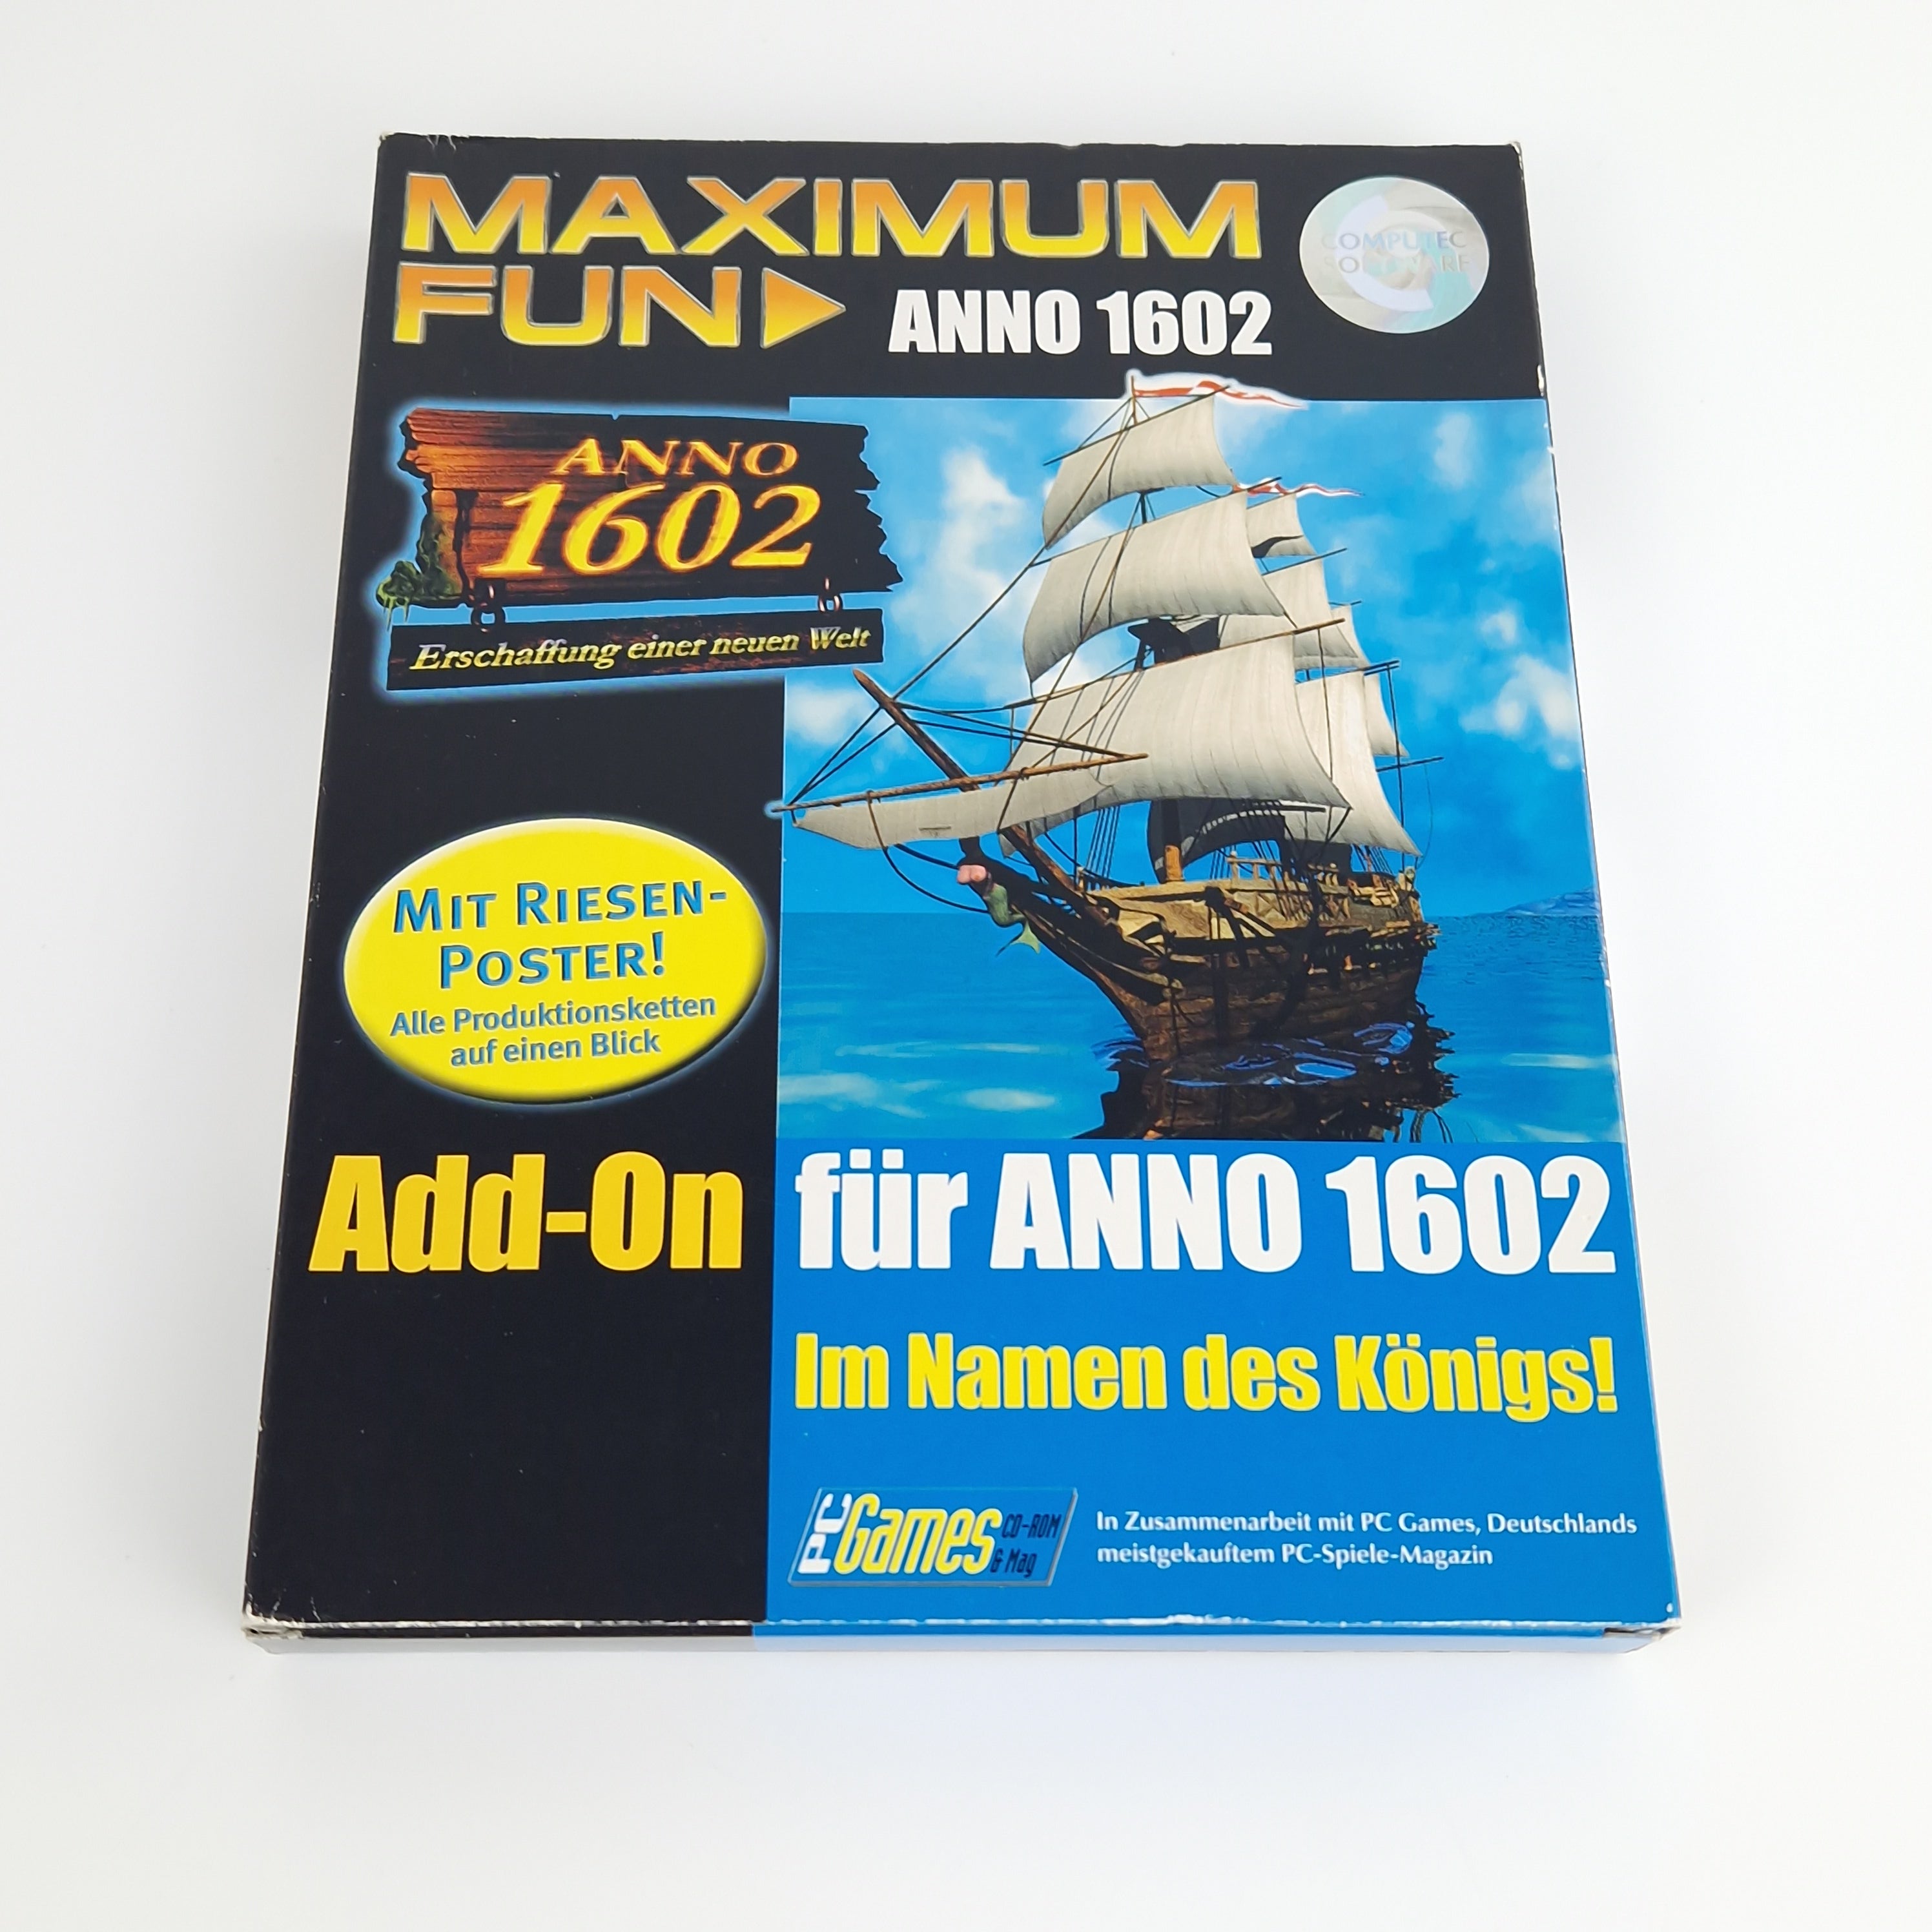 MAXIMUM
FUN
ANNO 1602
COMPUTEC
SOFTWARE
ANNO
1602
Erschaffung einer neuen Welt
MIT RIESEN-
POSTER!
Alle Produktionsketten
auf einen Blick
Add-On für ANNO 1602
Im Namen des Königs!
PC Games CD-ROM
& Mag
In Zusammenarbeit mit PC Games, Deutschlands
meistgekauftem PC-Spiele-Magazin